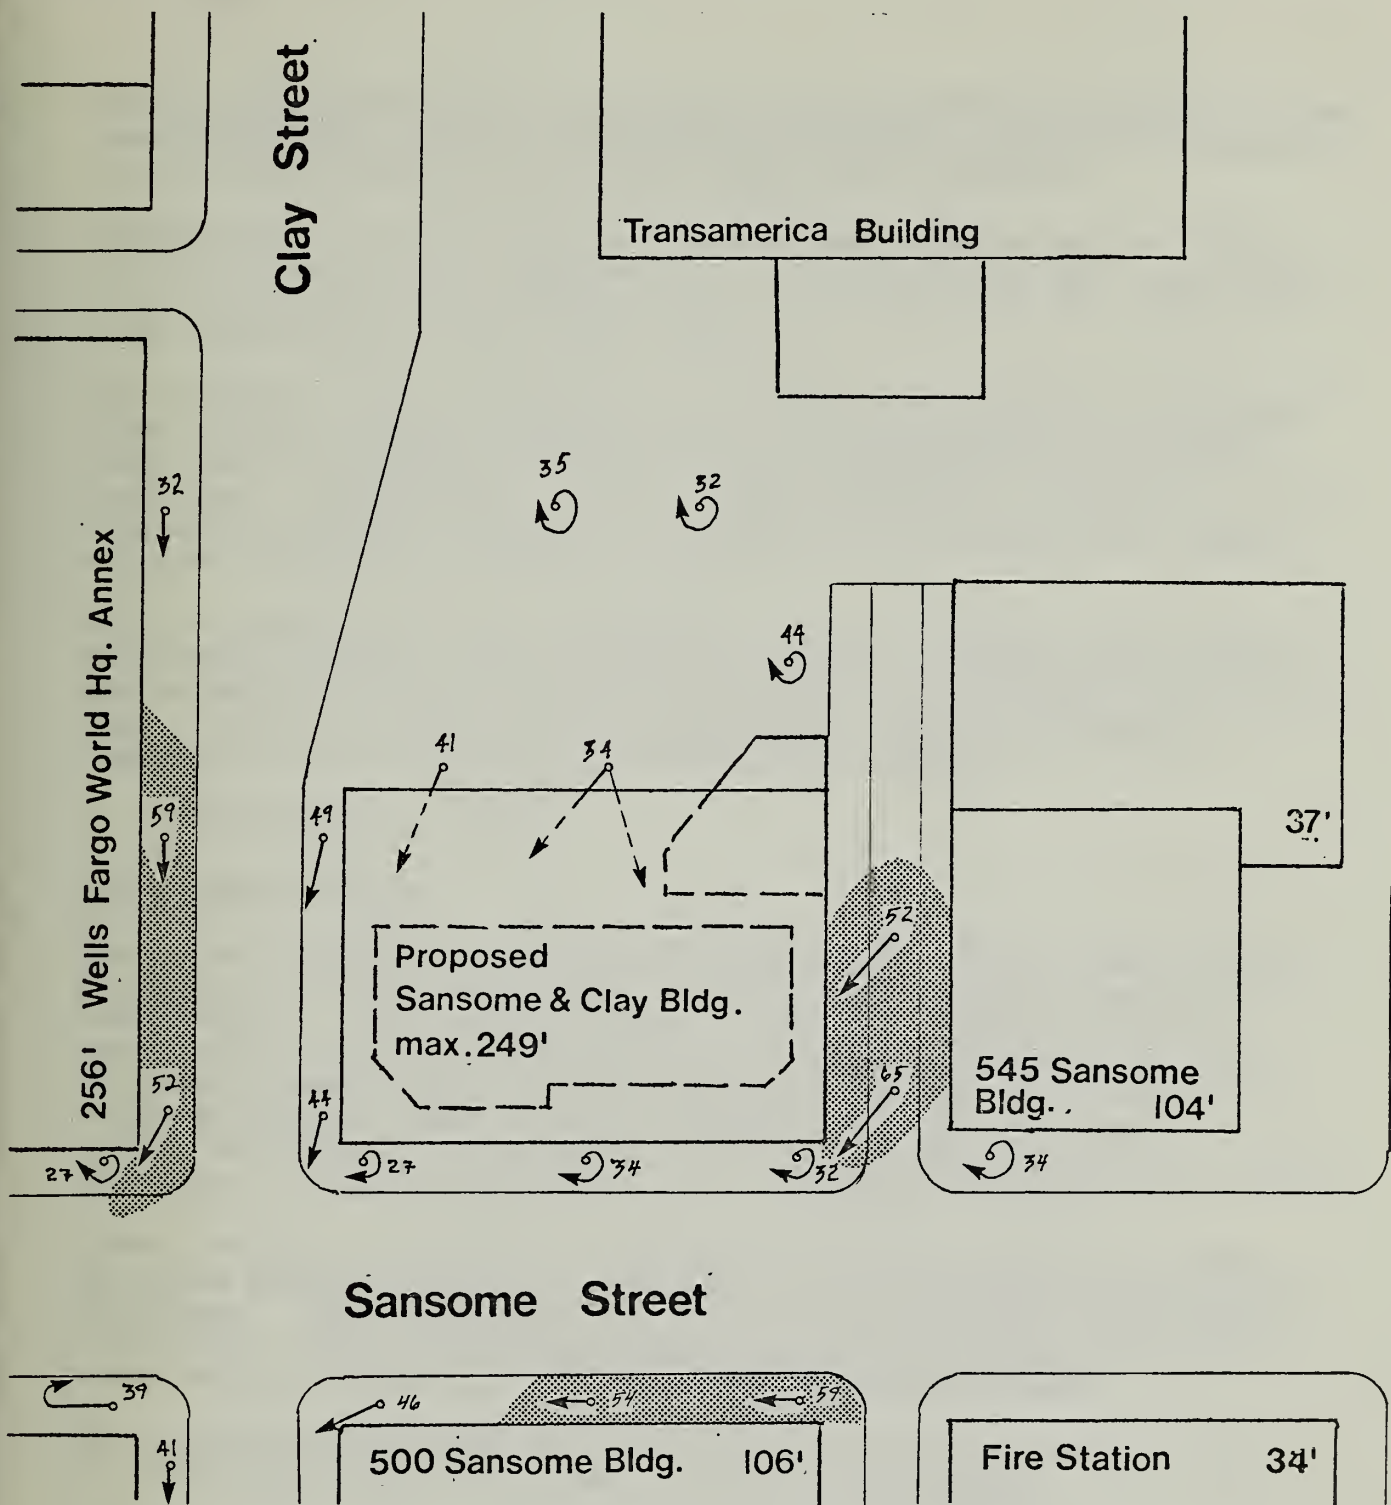 Clay Street
Transamerica Building
35
32
32
256' Wells Fargo World Hq. Annex
44
41
34
49
59
37'
52
Proposed
Sansome & Clay Bldg.
max. 249'
52
65
545 Sansome
Bldg. 104'
44
27
27
34
32
34
Sansome Street
39
46
54
59
41
500 Sansome Bldg. 106'
Fire Station 34'